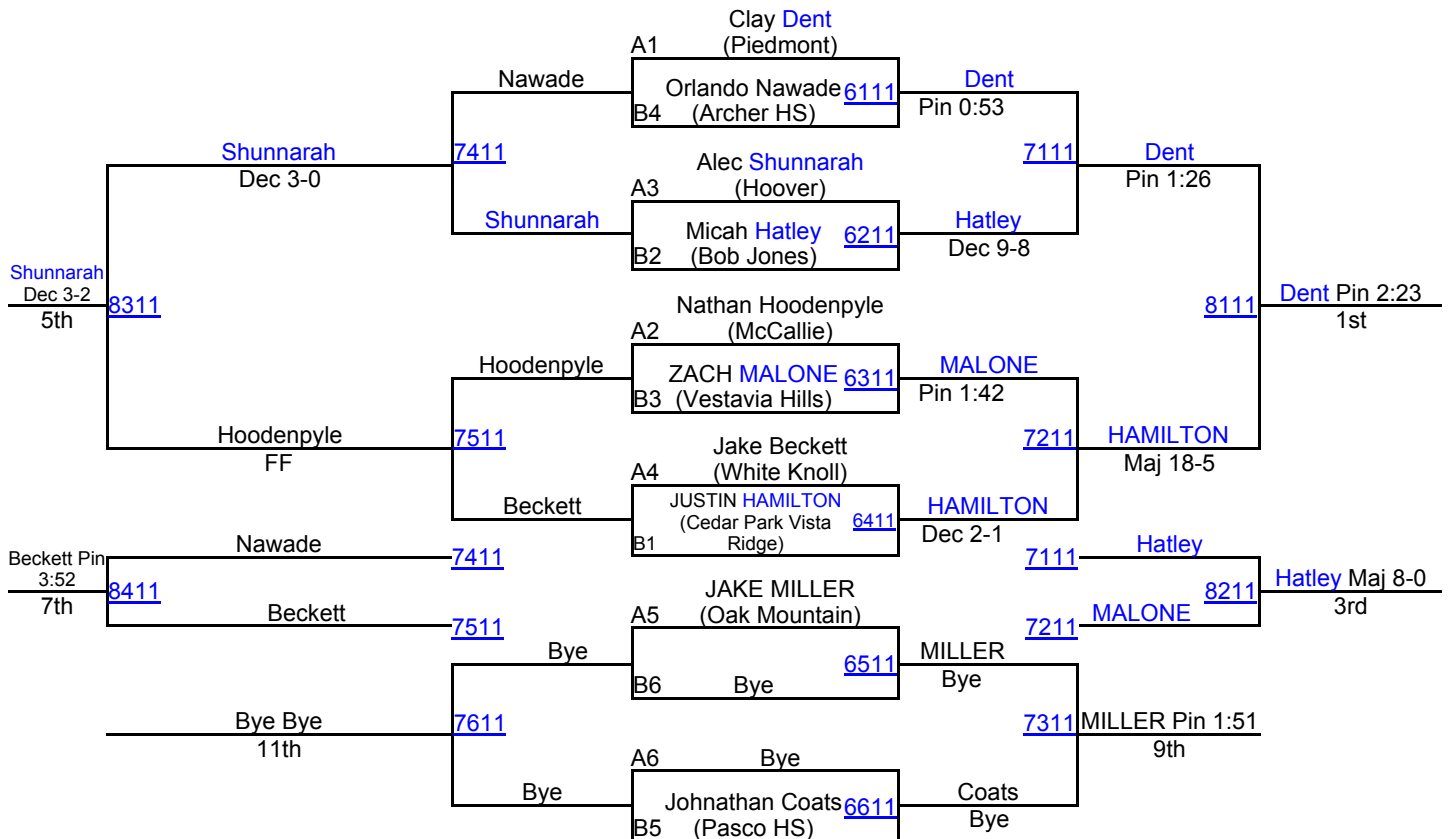 Clay Dent
(Piedmont)
A1
Nawade
Orlando Nawade
6111
Dent
B4
(Archer HS)
Pin 0:53
Shunnarah
7411
Alec Shunnarah
7111
Dent
Dec 3-0
(Hoover)
Pin 1:26
A3
Shunnarah
Micah Hatley
6211
Hatley
B2
(Bob Jones)
Dec 9-8
Shunnarah
Dec 3-2
8311
5th
Nathan Hoodenpyle
8111
Dent Pin 2:23
(McCallie)
1st
A2
Hoodenpyle
ZACH MALONE
6311
MALONE
B3
(Vestavia Hills)
Pin 1:42
Hoodenpyle
7511
Jake Beckett
7211
HAMILTON
FF
(White Knoll)
Maj 18-5
A4
Beckett
JUSTIN HAMILTON
6411
HAMILTON
(Cedar Park Vista
B1
Ridge)
Dec 2-1
Beckett Pin
Nawade
7411
7111
Hatley
3:52
8411
8211
Hatley Maj 8-0
7th
3rd
Beckett
7511
JAKE MILLER
(Oak Mountain)
7211
MALONE
A5
Bye
6511
MILLER
B6
Bye
Bye
Bye Bye
7611
7311
MILLER Pin 1:51
11th
9th
A6
Bye
Bye
Johnathan Coats
6611
Coats
B5
(Pasco HS)
Bye